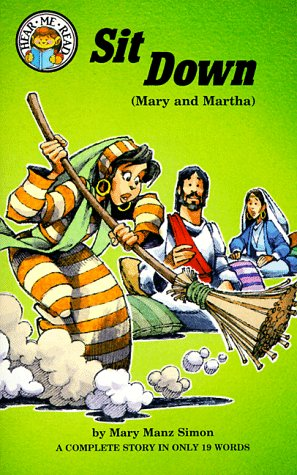 HEAR • ME • READ
Sit
Down
(Mary and Martha)
by Mary Manz Simon
A COMPLETE STORY IN ONLY 19 WORDS